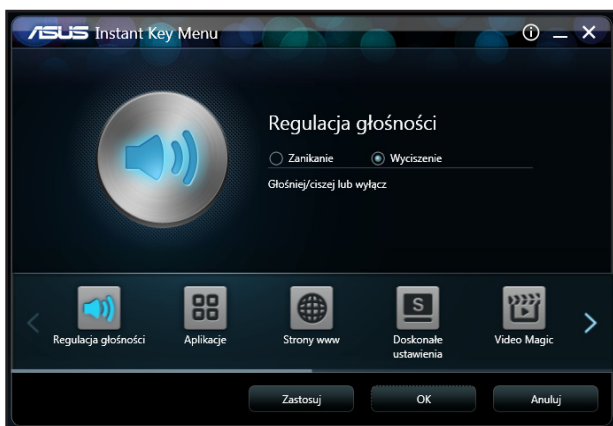 ASUS Instant Key Menu
Regulacja głośności
Zanikanie Wyciszenie
Głośniej/ciszej lub wyłącz
Regulacja głośności Aplikacje Strony www Doskonałe ustawienia Video Magic
S
Zastosuj OK Anuluj